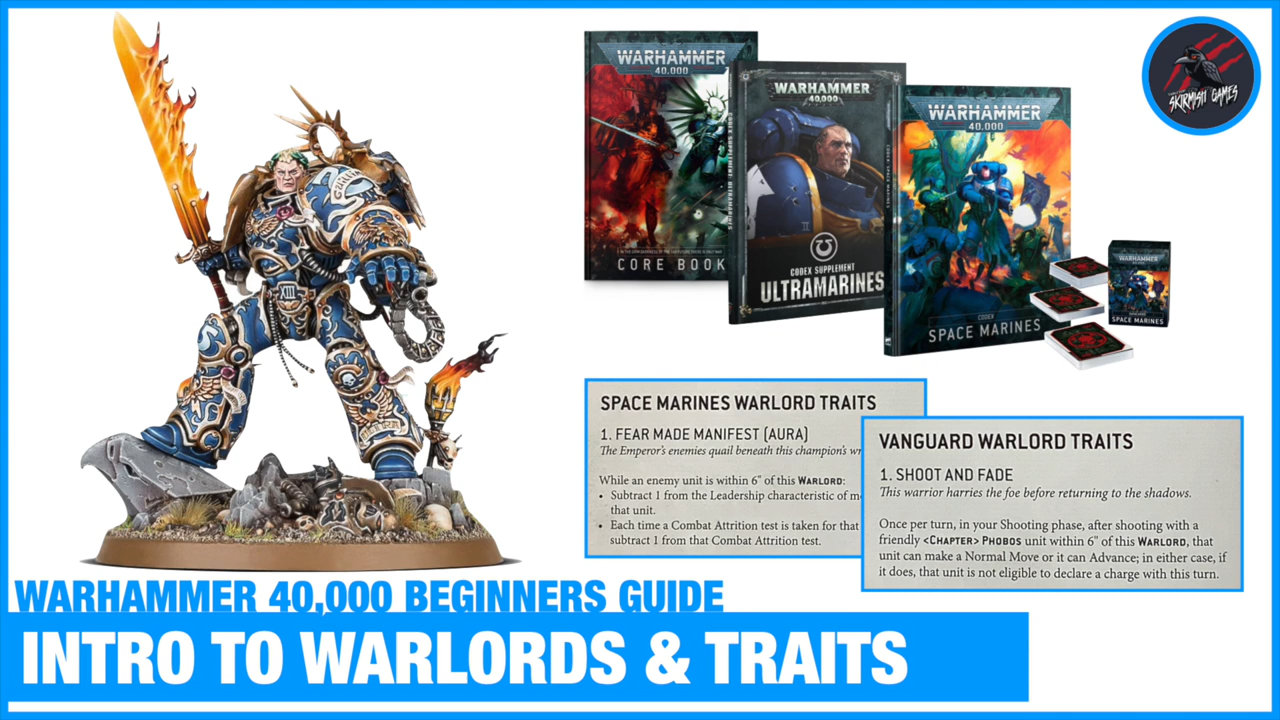 WARHAMMER
40,000
CORE BOOK
WARHAMMER
40,000
CODEX SUPPLEMENT: ULTRAMARINES
CODEX SUPPLEMENT
ULTRAMARINES
WARHAMMER
40,000
CODEX: SPACE MARINES
CODEX
SPACE MARINES
WARHAMMER
SPACE MARINES
SKIRMISH GAMES
XIII
SPACE MARINES WARLORD TRAITS
1. FEAR MADE MANIFEST (AURA)
The Emperor's enemies quail beneath this champion's
While an enemy unit is within 6" of this WARLORD:
• Subtract 1 from the Leadership characteristic of
that unit.
• Each time a Combat Attrition test is taken for that
subtract 1 from that Combat Attrition test.
VANGUARD WARLORD TRAITS
1. SHOOT AND FADE
This warrior harries the foe before returning to the shadows.
Once per turn, in your Shooting phase, after shooting with a
friendly <CHAPTER> PHOBOS unit within 6" of this WARLORD, that
unit can make a Normal Move or it can Advance; in either case, if
it does, that unit is not eligible to declare a charge with this turn.
WARHAMMER 40,000 BEGINNERS GUIDE
INTRO TO WARLORDS & TRAITS